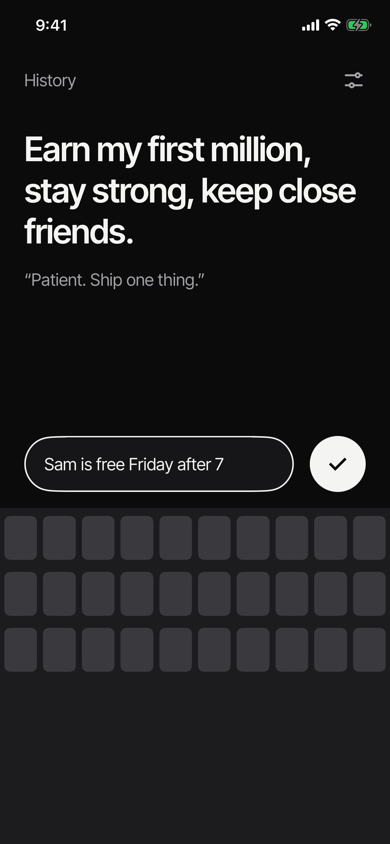 9:41
History
Earn my first million,
stay strong, keep close
friends.
“Patient. Ship one thing.”
Sam is free Friday after 7